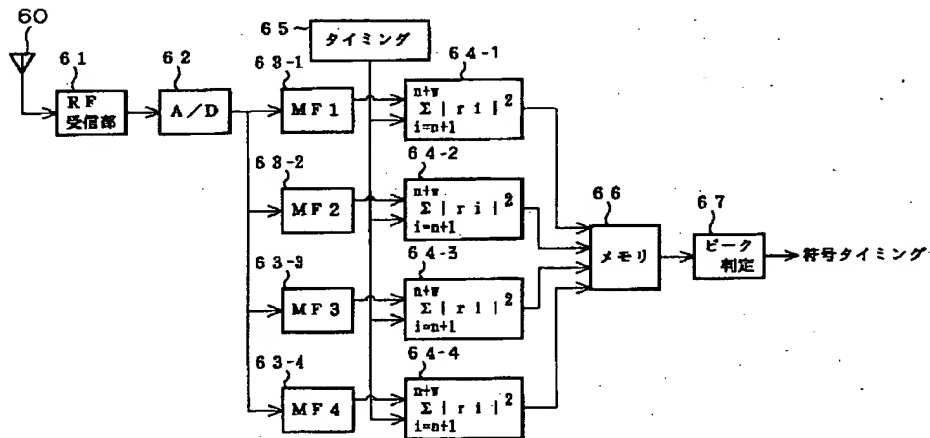 60
65
タイミング
61
RF
受信部
62
A/D
63-1
MF1
64-1
n+w
Σ|ri|²
i=n+1
63-2
MF2
64-2
n+w
Σ|ri|²
i=n+1
63-3
MF3
64-3
n+w
Σ|ri|²
i=n+1
63-4
MF4
64-4
n+w
Σ|ri|²
i=n+1
66
メモリ
67
ピーク
判定
符号タイミング